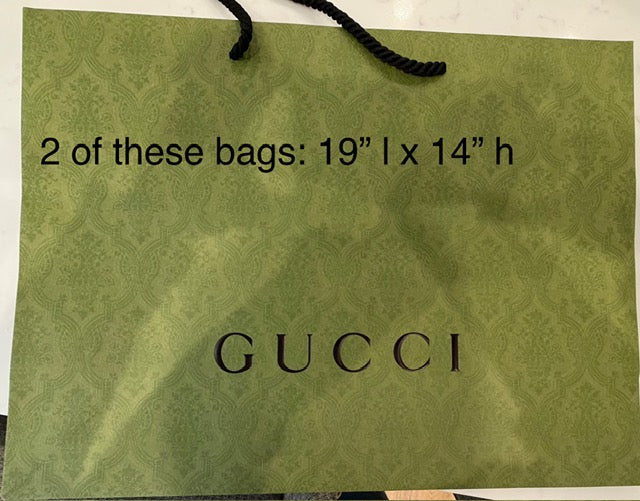 2 of these bags: 19” l x 14” h
GUCCI